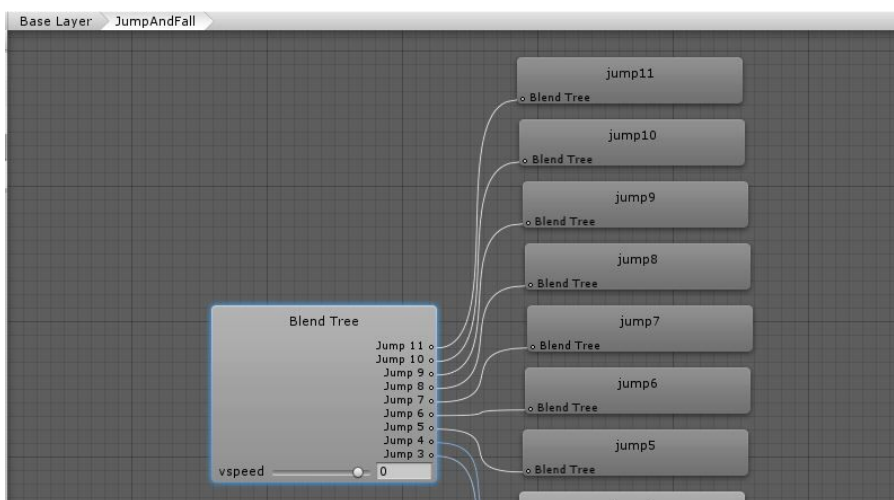 Base Layer
JumpAndFall
jump11
Blend Tree
jump10
Blend Tree
jump9
Blend Tree
jump8
Blend Tree
jump7
Blend Tree
jump6
Blend Tree
jump5
Blend Tree
Blend Tree
Jump 11
Jump 10
Jump 9
Jump 8
Jump 7
Jump 6
Jump 5
Jump 4
Jump 3
vspeed 0